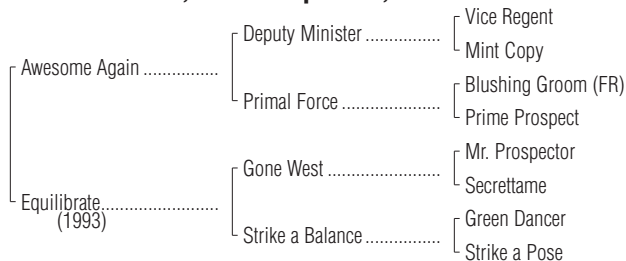 Vice Regent
Deputy Minister ................
Mint Copy
Awesome Again ................
Blushing Groom (FR)
Primal Force .....................
Prime Prospect
Mr. Prospector
Gone West .......................
Secrettame
Equilibrate.........................
(1993)
Green Dancer
Strike a Balance ................
Strike a Pose